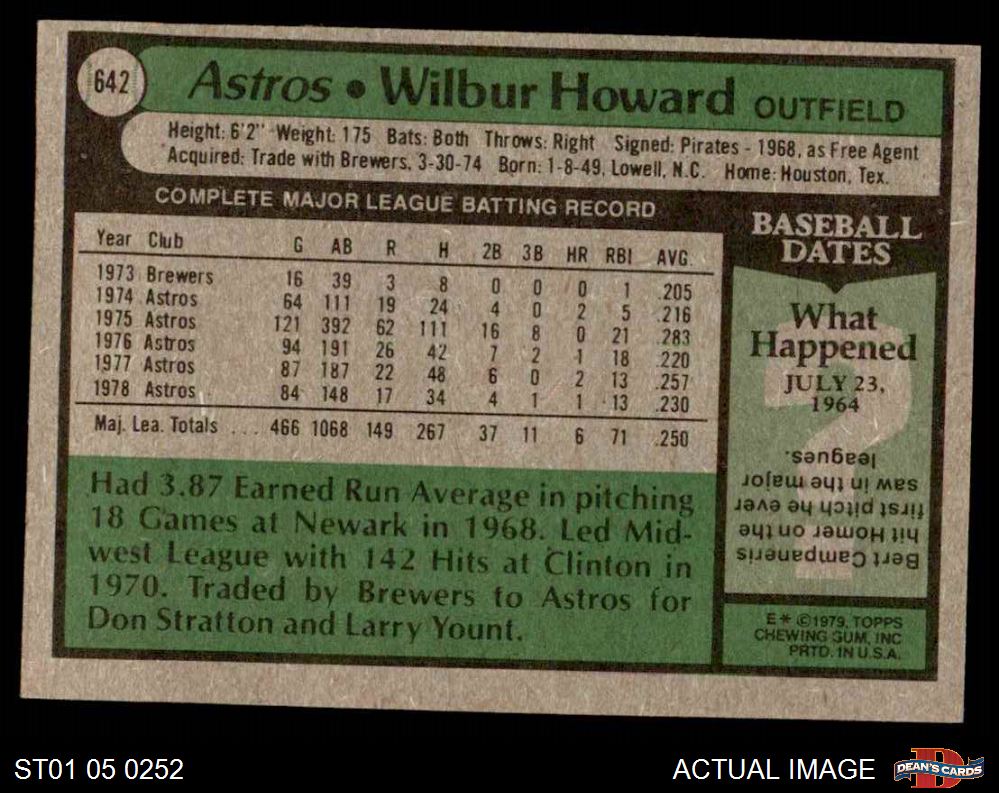 642
Astros • Wilbur Howard OUTFIELD
Height: 6'2" Weight: 175 Bats: Both Throws: Right Signed: Pirates - 1968, as Free Agent
Acquired: Trade with Brewers, 3-30-74 Born: 1-8-49, Lowell, N.C. Home: Houston, Tex.
COMPLETE MAJOR LEAGUE BATTING RECORD
Year Club G AB R H 2B 3B HR RBI AVG.
1973 Brewers 16 39 3 8 0 0 0 1 .205
1974 Astros 64 111 19 24 4 0 2 5 .216
1975 Astros 121 392 62 111 16 8 0 21 .283
1976 Astros 94 191 26 42 7 2 1 18 .220
1977 Astros 87 187 22 48 6 0 2 13 .257
1978 Astros 84 148 17 34 4 1 1 13 .230
Maj. Lea. Totals ... 466 1068 149 267 37 11 6 71 .250
Had 3.87 Earned Run Average in pitching
18 Games at Newark in 1968. Led Mid-
west League with 142 Hits at Clinton in
1970. Traded by Brewers to Astros for
Don Stratton and Larry Yount.
BASEBALL
DATES
What
Happened
JULY 23,
1964
?
Bert Campaneris
hit Homer on the
first pitch he ever
saw in the major
leagues.
E* ©1979, TOPPS
CHEWING GUM, INC
PRTD. IN U.S.A.
ST01 05 0252
ACTUAL IMAGE
DEAN'S CARDS